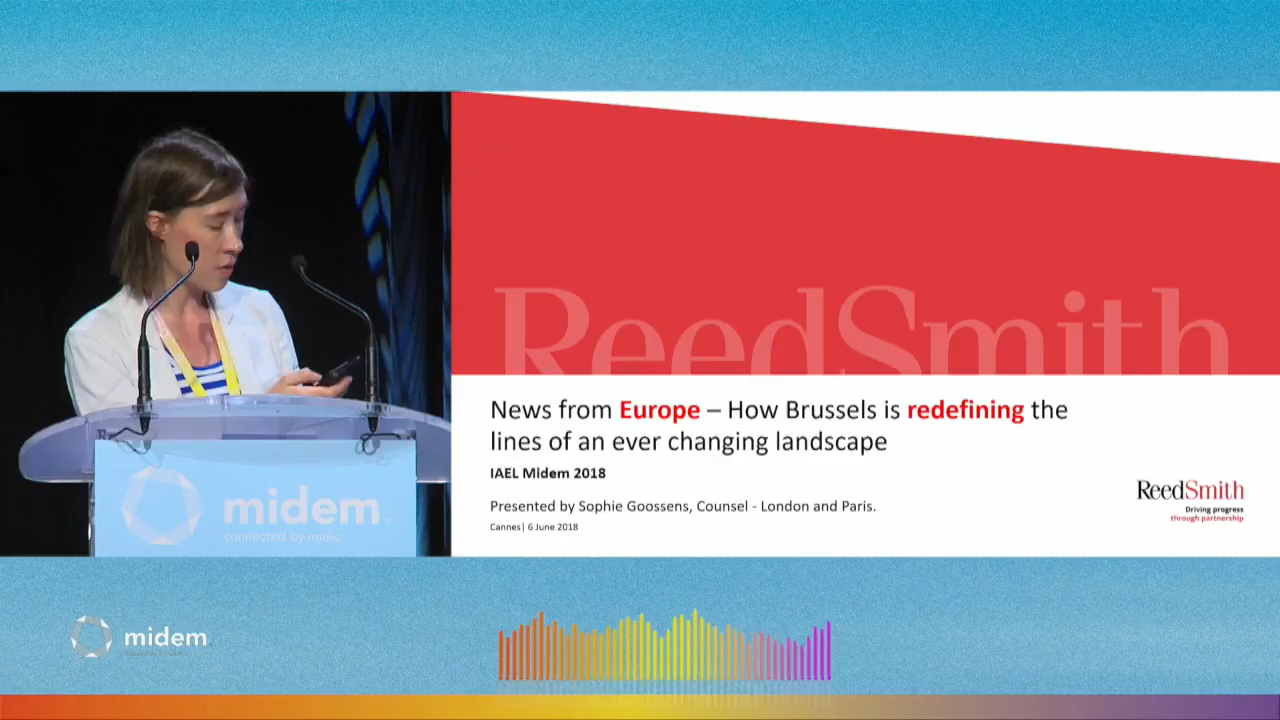 ReedSmith
News from Europe – How Brussels is redefining the
lines of an ever changing landscape
IAEL Midem 2018
Presented by Sophie Goossens, Counsel - London and Paris.
Cannes| 6 June 2018
ReedSmith
Driving progress
through partnership
midem
connected by music
midem